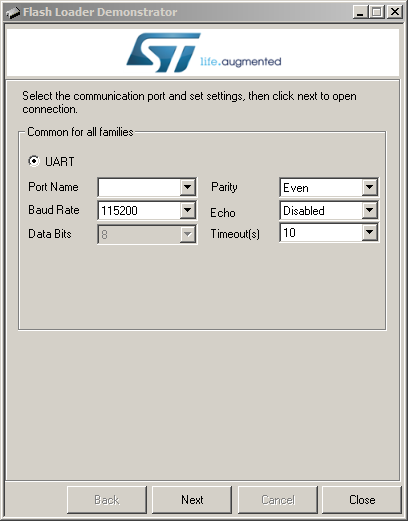 Flash Loader Demonstrator
ST
life.augmented
Select the communication port and set settings, then click next to open
connection.
Common for all families
UART
Port Name Parity Even
Baud Rate 115200 Echo Disabled
Data Bits 8 Timeout(s) 10
Back Next Cancel Close